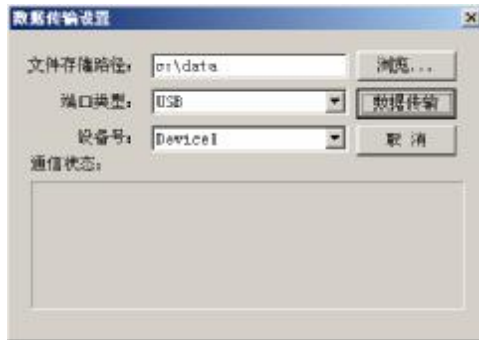 数据传输设置
文件存储路径： c:\data 浏览...
端口类型： USB 数据传输
设备号： Device1 取 消
通信状态：